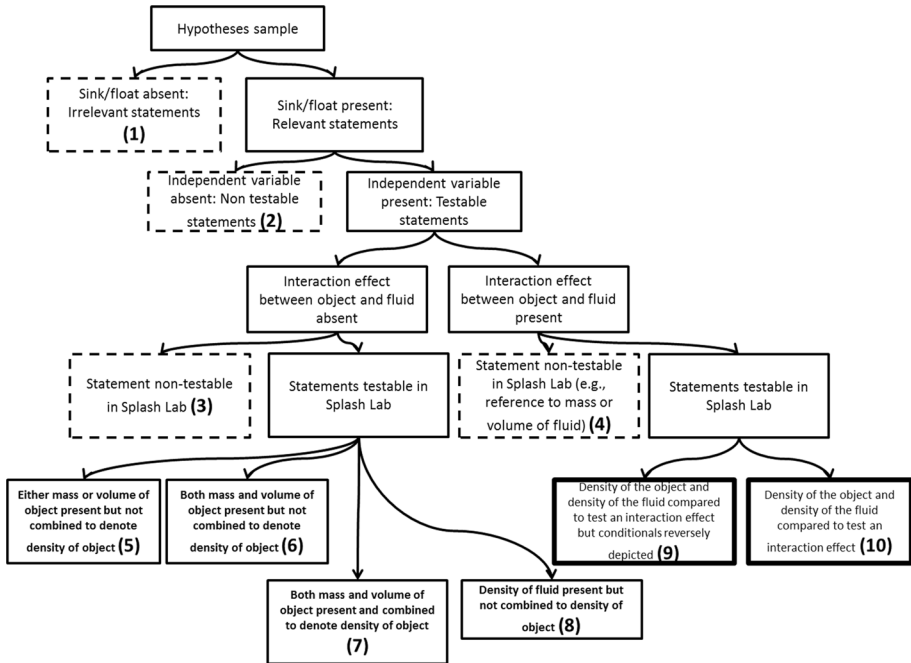 Hypotheses sample
Sink/float absent:
Irrelevant statements
(1)
Sink/float present:
Relevant statements
Independent variable
absent: Non testable
statements (2)
Independent variable
present: Testable
statements
Interaction effect
between object and fluid
absent
Interaction effect
between object and fluid
present
Statement non-testable
in Splash Lab (3)
Statements testable in
Splash Lab
Statement non-testable
in Splash Lab (e.g.,
reference to mass or
volume of fluid) (4)
Statements testable in
Splash Lab
Either mass or volume of
object present but not
combined to denote
density of object (5)
Both mass and volume of
object present but not
combined to denote
density of object (6)
Density of the object and
density of the fluid compared
to test an interaction effect
but conditionals reversely
depicted (9)
Density of the object and
density of the fluid
compared to test an
interaction effect (10)
Both mass and volume of
object present and combined
to denote density of object
(7)
Density of fluid present but
not combined to density of
object (8)